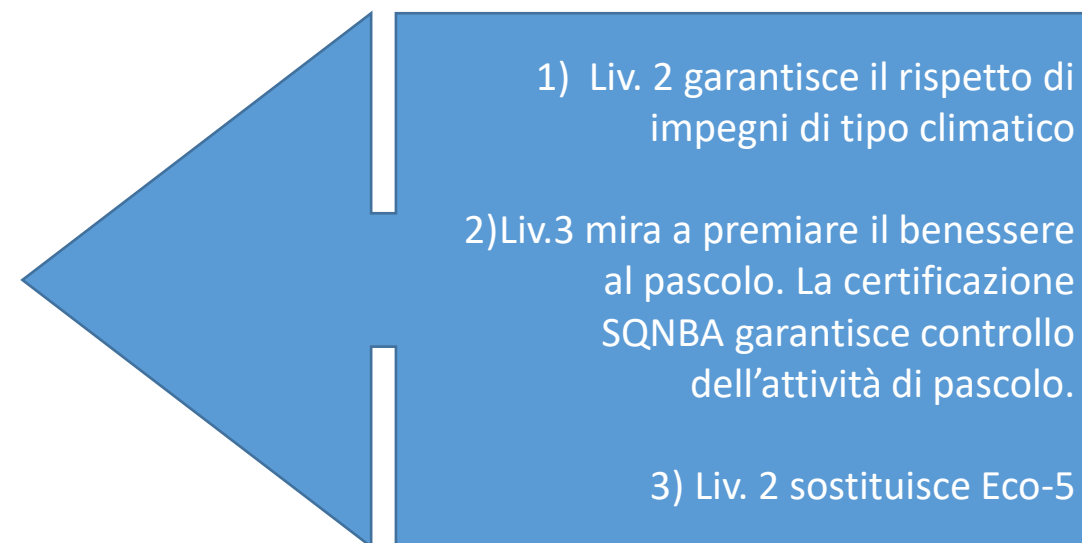 1) Liv. 2 garantisce il rispetto di
impegni di tipo climatico
2)Liv.3 mira a premiare il benessere
al pascolo. La certificazione
SQNBA garantisce controllo
dell’attività di pascolo.
3) Liv. 2 sostituisce Eco-5